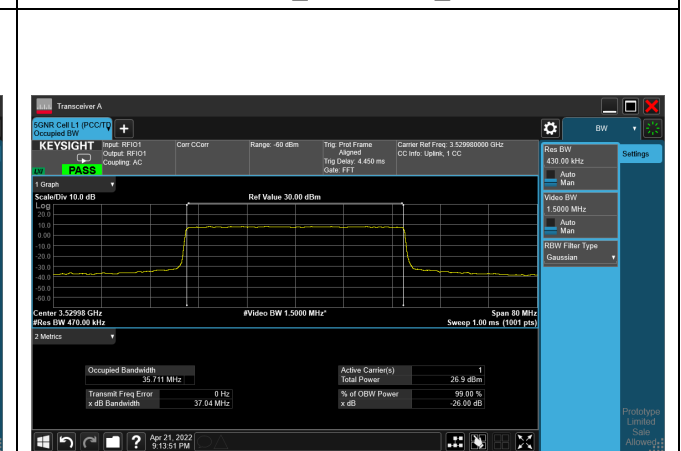 Transceiver A
5GNR Cell L1 (PCC/TD
Occupied BW
KEYSIGHT
Input: RFIO1
Output: RFIO1
Coupling: AC
Corr CCorr
Range: -60 dBm
Trig: Prot Frame
Aligned
Trig Delay: 4.450 ms
Gate: FFT
Carrier Ref Freq: 3.529980000 GHz
CC Info: Uplink, 1 CC
PASS
1 Graph
Scale/Div 10.0 dB
Ref Value 30.00 dBm
Log
20.0
10.0
0.00
-10.0
-20.0
-30.0
-40.0
-50.0
-60.0
Center 3.52998 GHz
#Video BW 1.5000 MHz*
Span 80 MHz
#Res BW 470.00 kHz
Sweep 1.00 ms (1001 pts)
2 Metrics
Occupied Bandwidth
35.711 MHz
Transmit Freq Error
0 Hz
x dB Bandwidth
37.04 MHz
Active Carrier(s)
1
Total Power
26.9 dBm
% of OBW Power
99.00 %
x dB
-26.00 dB
BW
Res BW
430.00 kHz
Auto
Man
Video BW
1.5000 MHz
Auto
Man
RBW Filter Type
Gaussian
Settings
Prototype
Limited
Sale
Allowed
?
Apr 21, 2022
9:13:51 PM